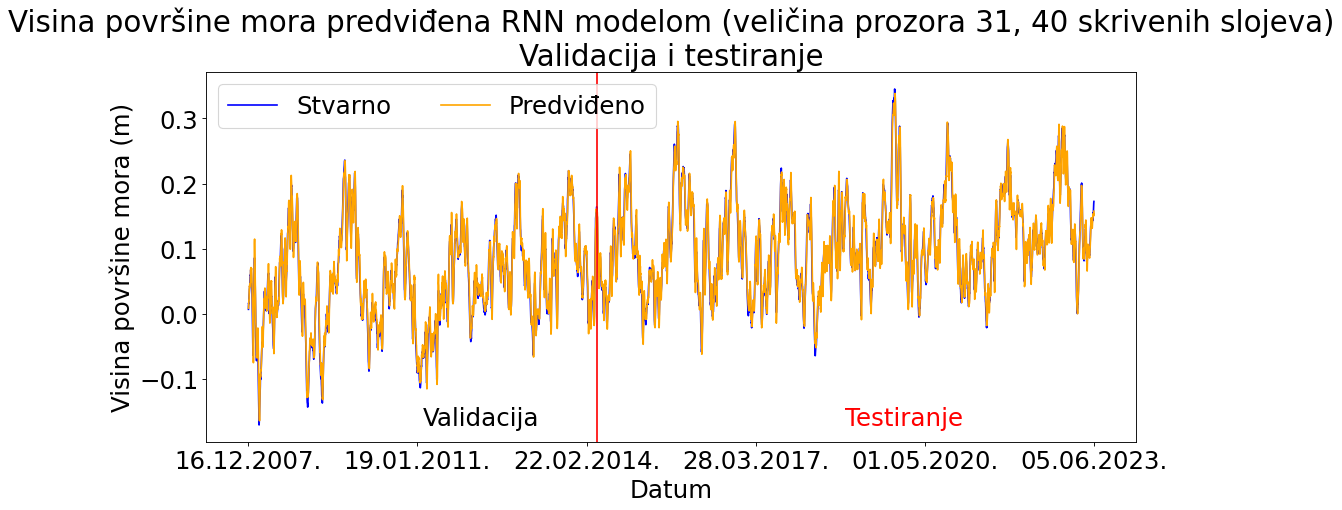 Visina površine mora predviđena RNN modelom (veličina prozora 31, 40 skrivenih slojeva)
Validacija i testiranje
Stvarno
Predviđeno
Visina površine mora (m)
0.3
0.2
0.1
0.0
−0.1
Validacija
Testiranje
16.12.2007.
19.01.2011.
22.02.2014.
28.03.2017.
01.05.2020.
05.06.2023.
Datum